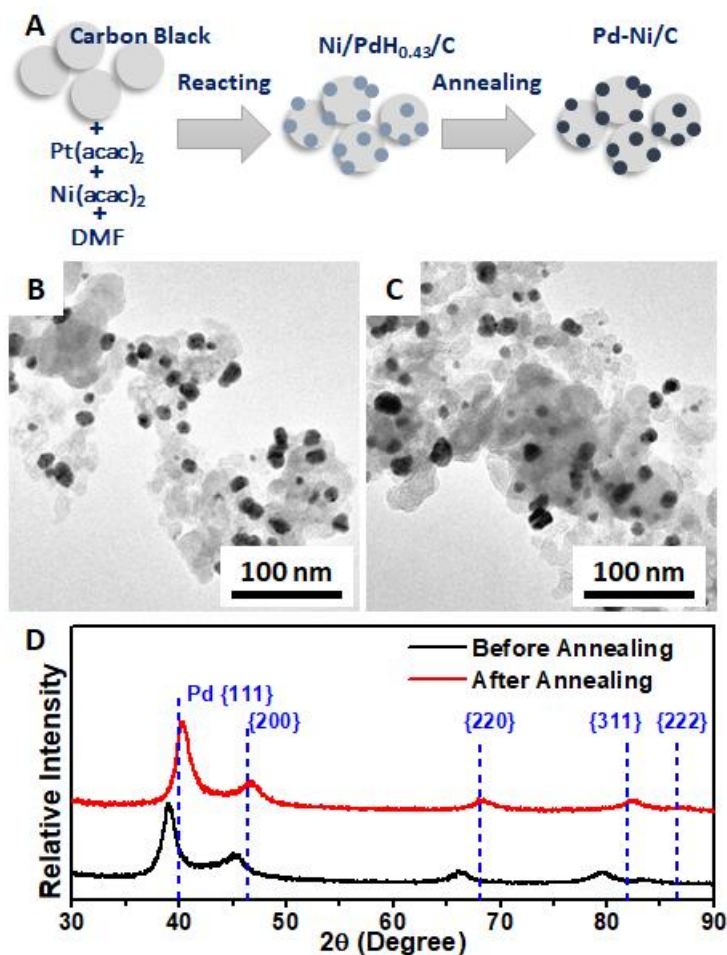 A
Carbon Black
+
Pt(acac)2
+
Ni(acac)2
+
DMF
Reacting
Ni/PdH0.43/C
Annealing
Pd-Ni/C
B
100 nm
C
100 nm
D
Before Annealing
After Annealing
Pd {111}
{200}
{220}
{311}
{222}
Relative Intensity
30 40 50 60 70 80 90
2θ (Degree)